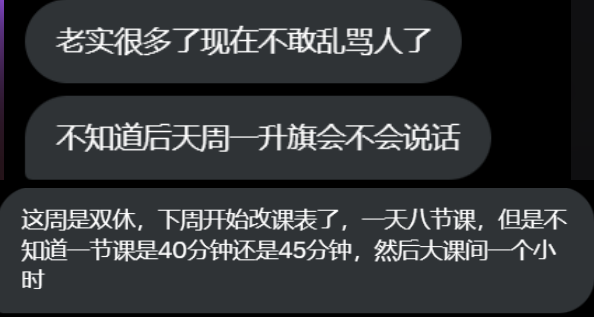 老实很多了现在不敢乱骂人了
不知道后天周一升旗会不会说话
这周是双休，下周开始改课表了，一天八节课，但是不
知道一节课是40分钟还是45分钟，然后大课间一个小
时